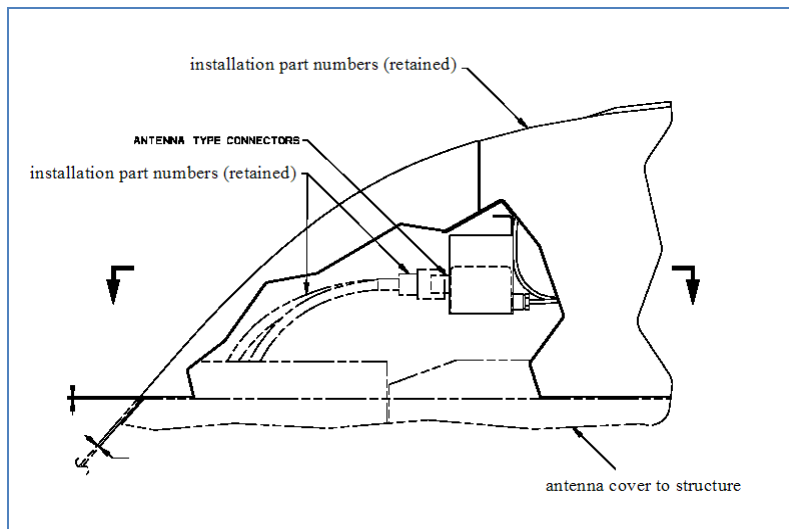 installation part numbers (retained)
ANTENNA TYPE CONNECTORS
installation part numbers (retained)
antenna cover to structure